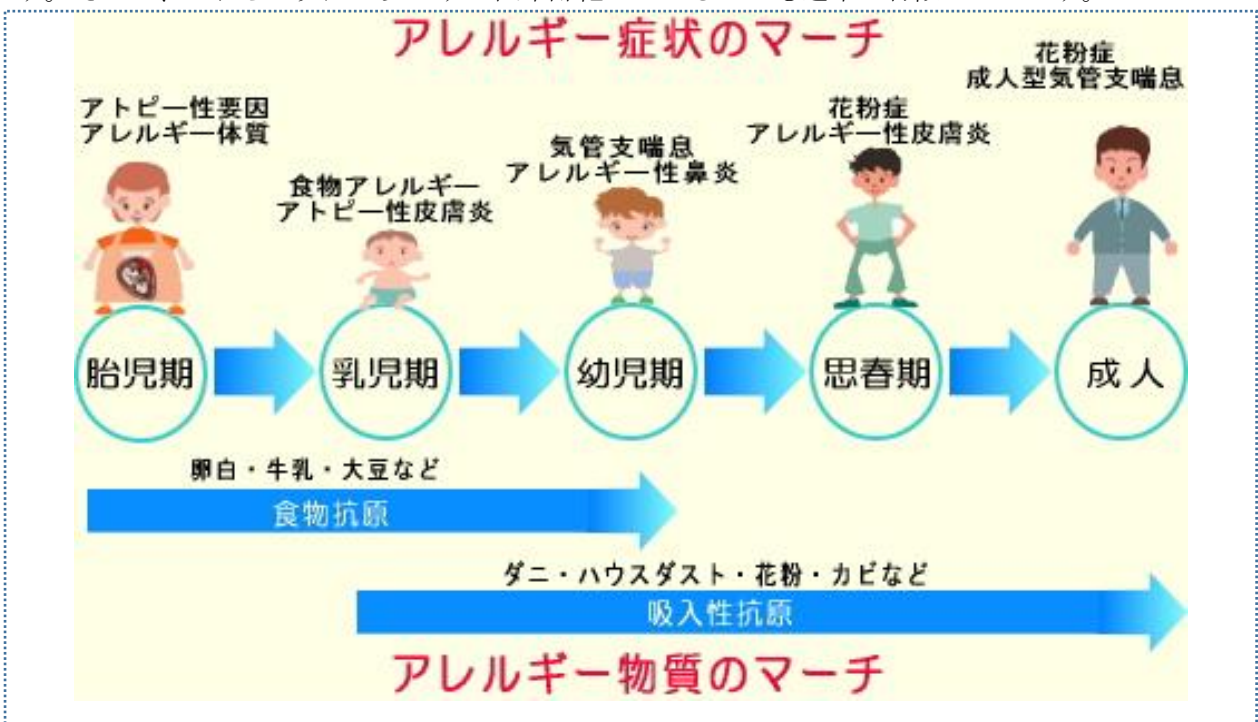 アレルギー症状のマーチ
アトピー性要因
アレルギー体質
食物アレルギー
アトピー性皮膚炎
気管支喘息
アレルギー性鼻炎
花粉症
アレルギー性皮膚炎
花粉症
成人型気管支喘息
胎児期
乳児期
幼児期
思春期
成人
卵白・牛乳・大豆など
食物抗原
ダニ・ハウスダスト・花粉・カビなど
吸入性抗原
アレルギー物質のマーチ